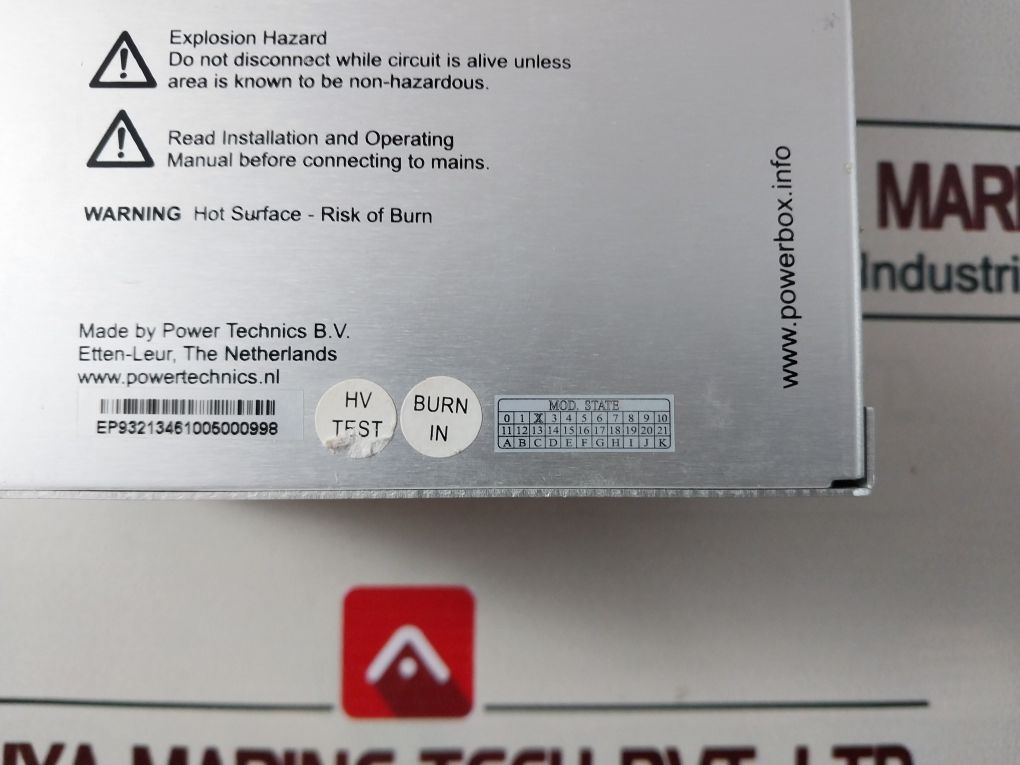 Explosion Hazard
Do not disconnect while circuit is alive unless
area is known to be non-hazardous.
Read Installation and Operating
Manual before connecting to mains.
WARNING Hot Surface - Risk of Burn
www.powerbox.info
Made by Power Technics B.V.
Etten-Leur, The Netherlands
www.powertechnics.nl
EP93213461005000998
HV
TEST
BURN
IN
MOD. STATE
0 1 X 3 4 5 6 7 8 9 10
11 12 13 14 15 16 17 18 19 20 21
A B C D E F G H I J K
TECH PVT. LTD